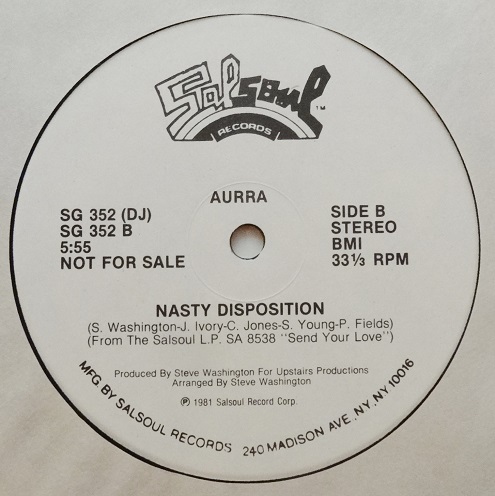 Salsoul TM
RECORDS
AURRA
SG 352 (DJ)
SG 352 B
5:55
NOT FOR SALE
SIDE B
STEREO
BMI
33⅓ RPM
NASTY DISPOSITION
(S. Washington-J. Ivory-C. Jones-S. Young-P. Fields)
(From The Salsoul L.P. SA 8538 "Send Your Love")
Produced By Steve Washington For Upstairs Productions
Arranged By Steve Washington
℗ 1981 Salsoul Record Corp.
MFG BY SALSOUL RECORDS 240 MADISON AVE. NY. NY 10016